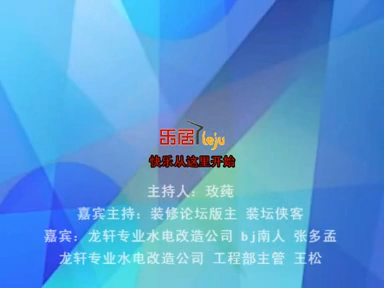 乐居 leju
快乐从这里开始
主持人：玫莼
嘉宾主持：装修论坛版主 装坛侠客
嘉宾：龙轩专业水电改造公司 bj南人 张多孟
龙轩专业水电改造公司 工程部主管 王松